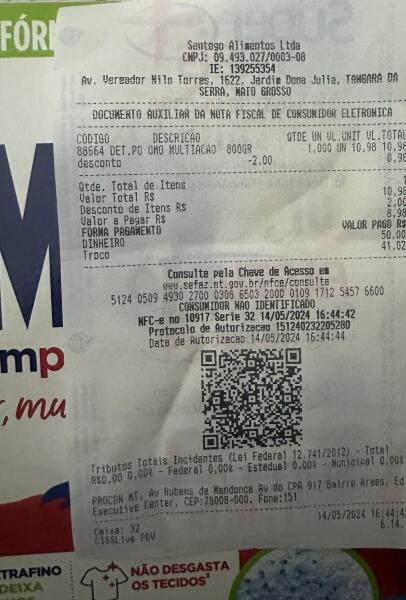 FÓRI
Santogo Alimentos Ltda
CNPJ: 09.493.027/0003-08
IE: 139255354
Av. Vereador Nilo Torres, 1622, Jardim Dona Julia, TANGARA DA
SERRA, MATO GROSSO
DOCUMENTO AUXILIAR DA NOTA FISCAL DE CONSUMIDOR ELETRONICA
CODIGO DESCRICAO QTDE UN VL.UNIT VL.TOTAL
88664 DET.PO OMO MULTIACAO 800GR 1,000 UN 10,98 10,98
desconto -2,00 8,98
Qtde. Total de Itens 1
Valor Total R$ 10,98
Desconto de Itens R$ 2,00
Valor a Pagar R$ 8,98
FORMA PAGAMENTO VALOR PAGO R$
DINHEIRO 50,00
Troco 41,02
Consulte pela Chave de Acesso em
www.sefaz.mt.gov.br/nfce/consulta
5124 0509 4930 2700 0308 6503 2000 0109 1712 5457 6600
CONSUMIDOR NÃO IDENTIFICADO
NFC-e no 10917 Serie 32 14/05/2024 16:44:42
Protocolo de Autorizacao 151240232205280
Data de Autorizacao 14/05/2024 16:44:44
M
mp
, mu
Tributos Totais Incidentes (Lei Federal 12.741/2012) - Total
R$0,00 0.00% - Federal 0.00% - Estadual 0.00% - Municipal 0.00%
PROCON MT, Av Rubens de Mendonca Av do CPA 917 Bairro Araes, Ed
Executive Center, CEP:78008-000, Fone:151
14/05/2024 16:44:4
Caixa: 32 6.14.
CISSLive PDV
TRAFINO
DEIXA
NÃO DESGASTA
OS TECIDOS³